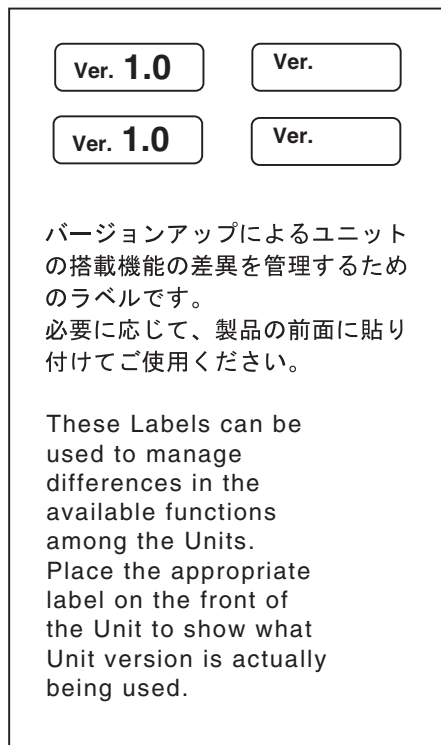 Ver. 1.0 Ver.
Ver. 1.0 Ver.
バージョンアップによるユニット
の搭載機能の差異を管理するため
のラベルです。
必要に応じて、製品の前面に貼り
付けてご使用ください。
These Labels can be
used to manage
differences in the
available functions
among the Units.
Place the appropriate
label on the front of
the Unit to show what
Unit version is actually
being used.